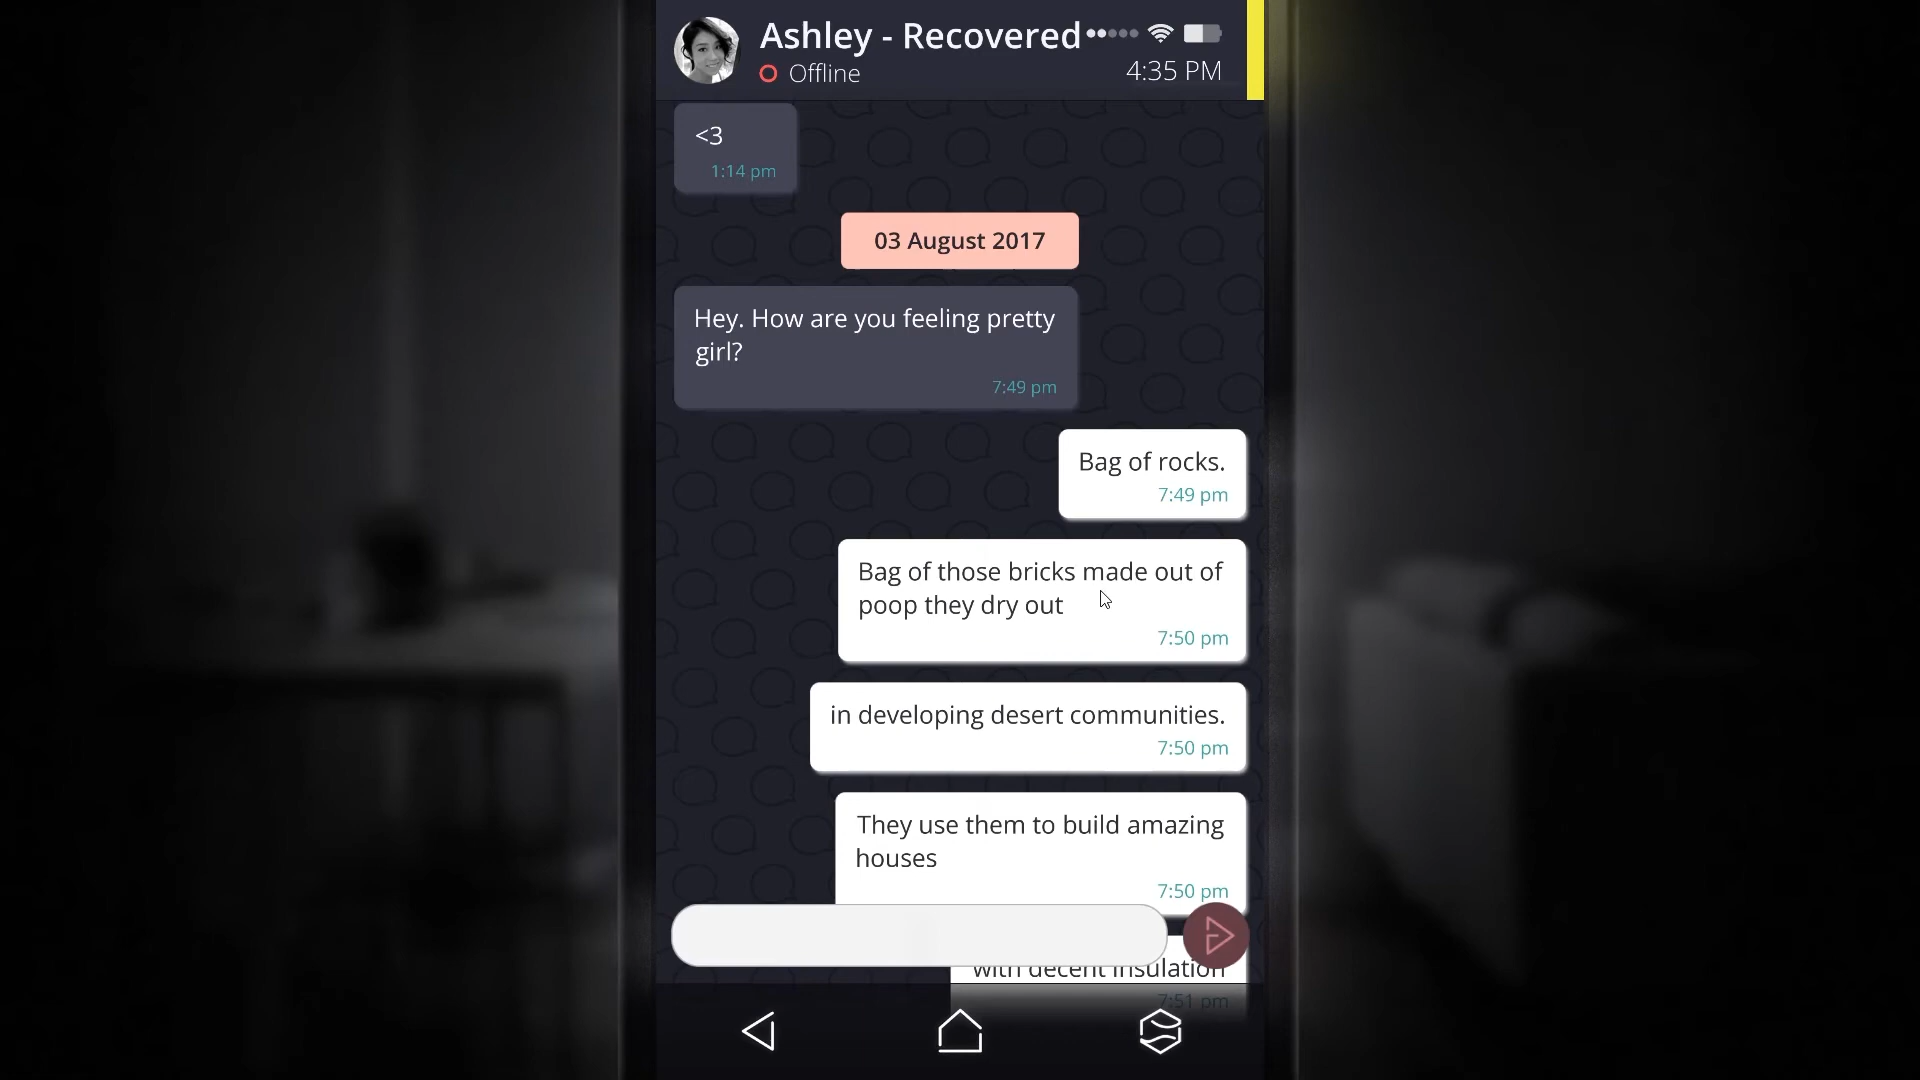 Ashley - Recovered
Offline
4:35 PM
<3
1:14 pm
03 August 2017
Hey. How are you feeling pretty
girl?
7:49 pm
Bag of rocks.
7:49 pm
Bag of those bricks made out of
poop they dry out
7:50 pm
in developing desert communities.
7:50 pm
They use them to build amazing
houses
7:50 pm
with decent insulation
7:51 pm